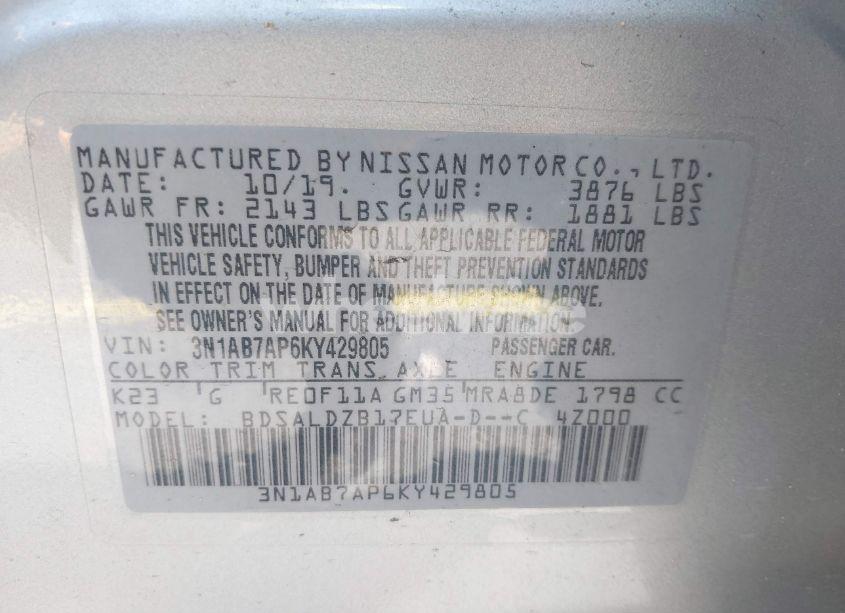 MANUFACTURED BY NISSAN MOTOR CO., LTD.
DATE: 10/19. GVWR: 3876 LBS
GAWR FR: 2143 LBS GAWR RR: 1881 LBS
THIS VEHICLE CONFORMS TO ALL APPLICABLE FEDERAL MOTOR
VEHICLE SAFETY, BUMPER AND THEFT PREVENTION STANDARDS
IN EFFECT ON THE DATE OF MANUFACTURE SHOWN ABOVE.
SEE OWNER'S MANUAL FOR ADDITIONAL INFORMATION.
VIN: 3N1AB7AP6KY429805 PASSENGER CAR.
COLOR TRIM TRANS AXLE ENGINE
K23 G RE0F11A GM35 MRA8DE 1798 CC
MODEL: BDSALDZB17EUA-D--C 4Z000
3N1AB7AP6KY429805